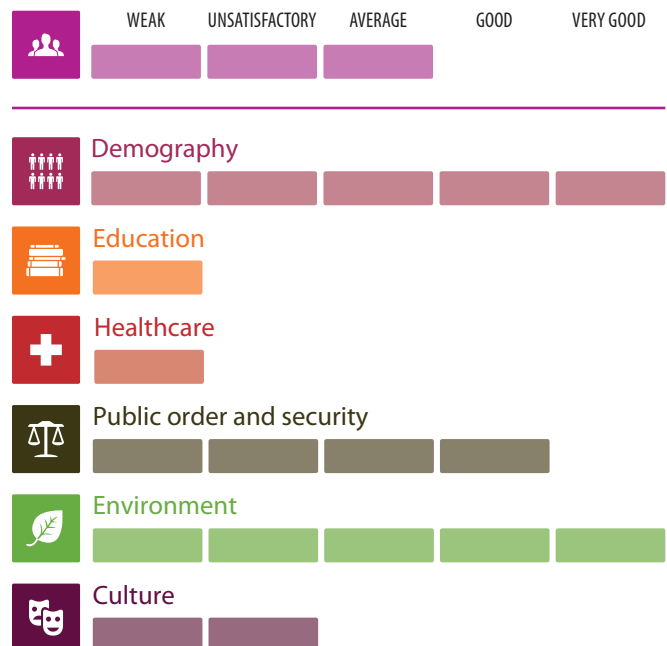 WEAK UNSATISFACTORY AVERAGE GOOD VERY GOOD
Demography
Education
Healthcare
Public order and security
Environment
Culture